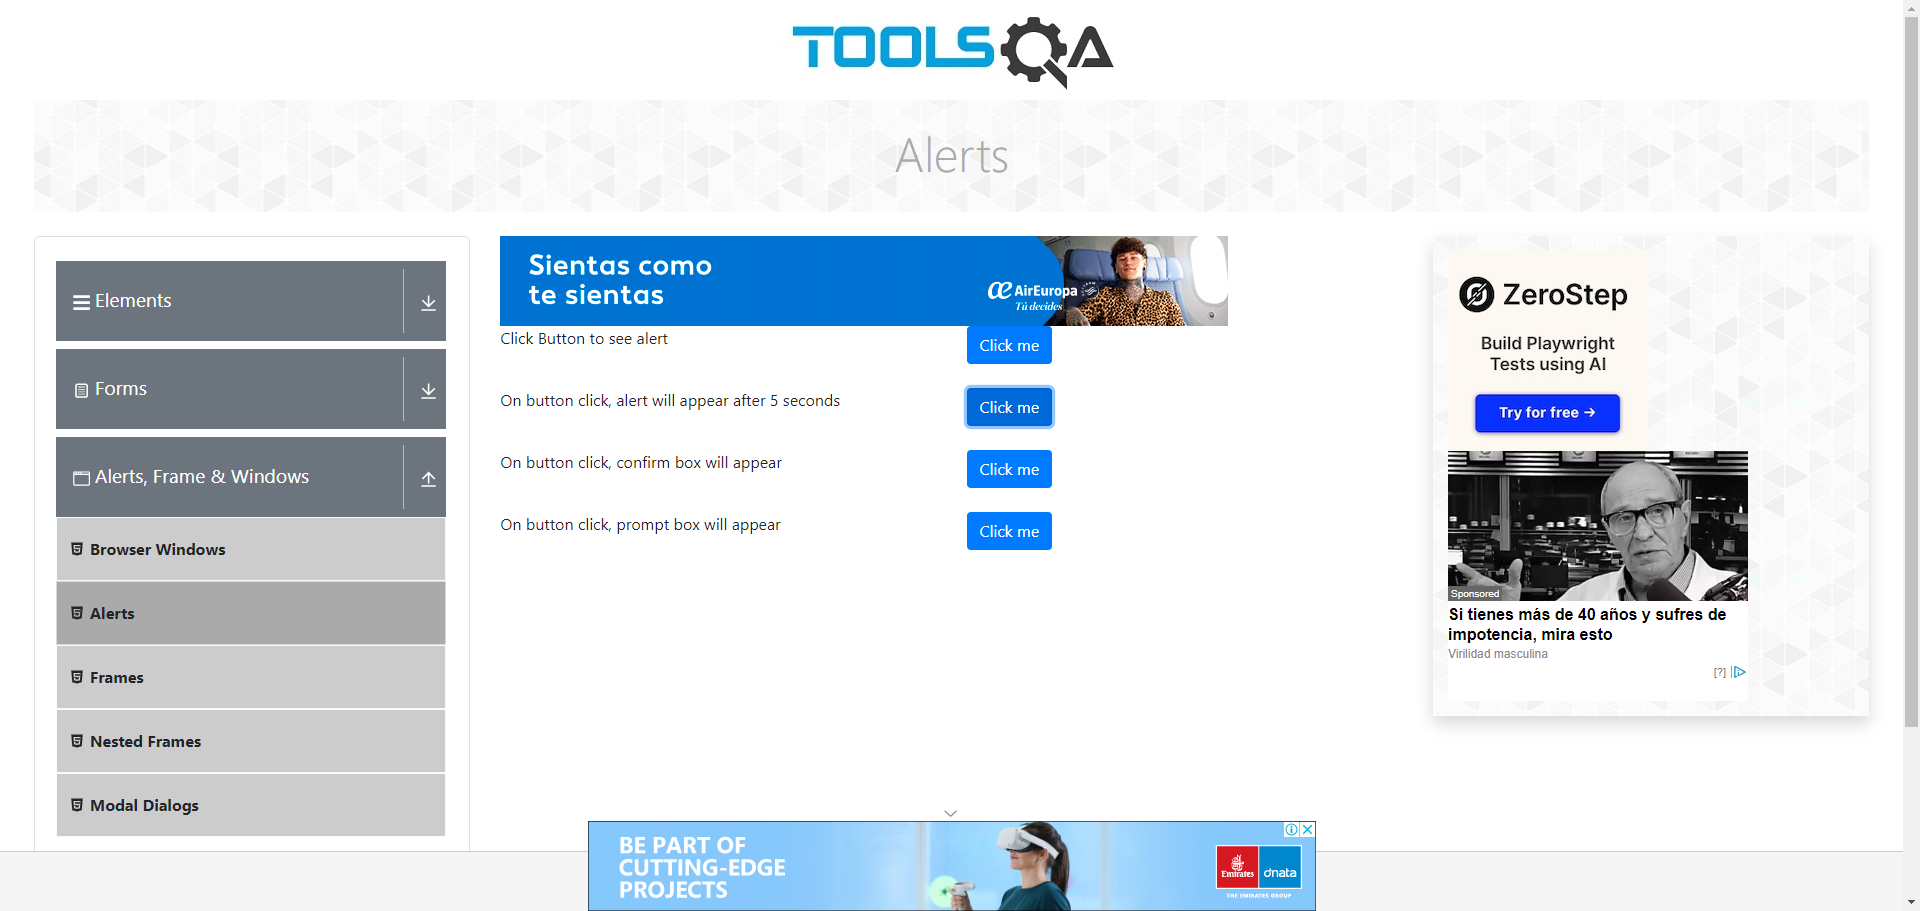 TOOLSQA
Alerts
Elements
Forms
Alerts, Frame & Windows
Browser Windows
Alerts
Frames
Nested Frames
Modal Dialogs
Sientas como
te sientas
AirEuropa
Tú decides
Click Button to see alert
Click me
On button click, alert will appear after 5 seconds
Click me
On button click, confirm box will appear
Click me
On button click, prompt box will appear
Click me
ZeroStep
Build Playwright
Tests using AI
Try for free →
Sponsored
Si tienes más de 40 años y sufres de
impotencia, mira esto
Virilidad masculina
[?]
BE PART OF
CUTTING-EDGE
PROJECTS
Emirates
dnata
THE EMIRATES GROUP